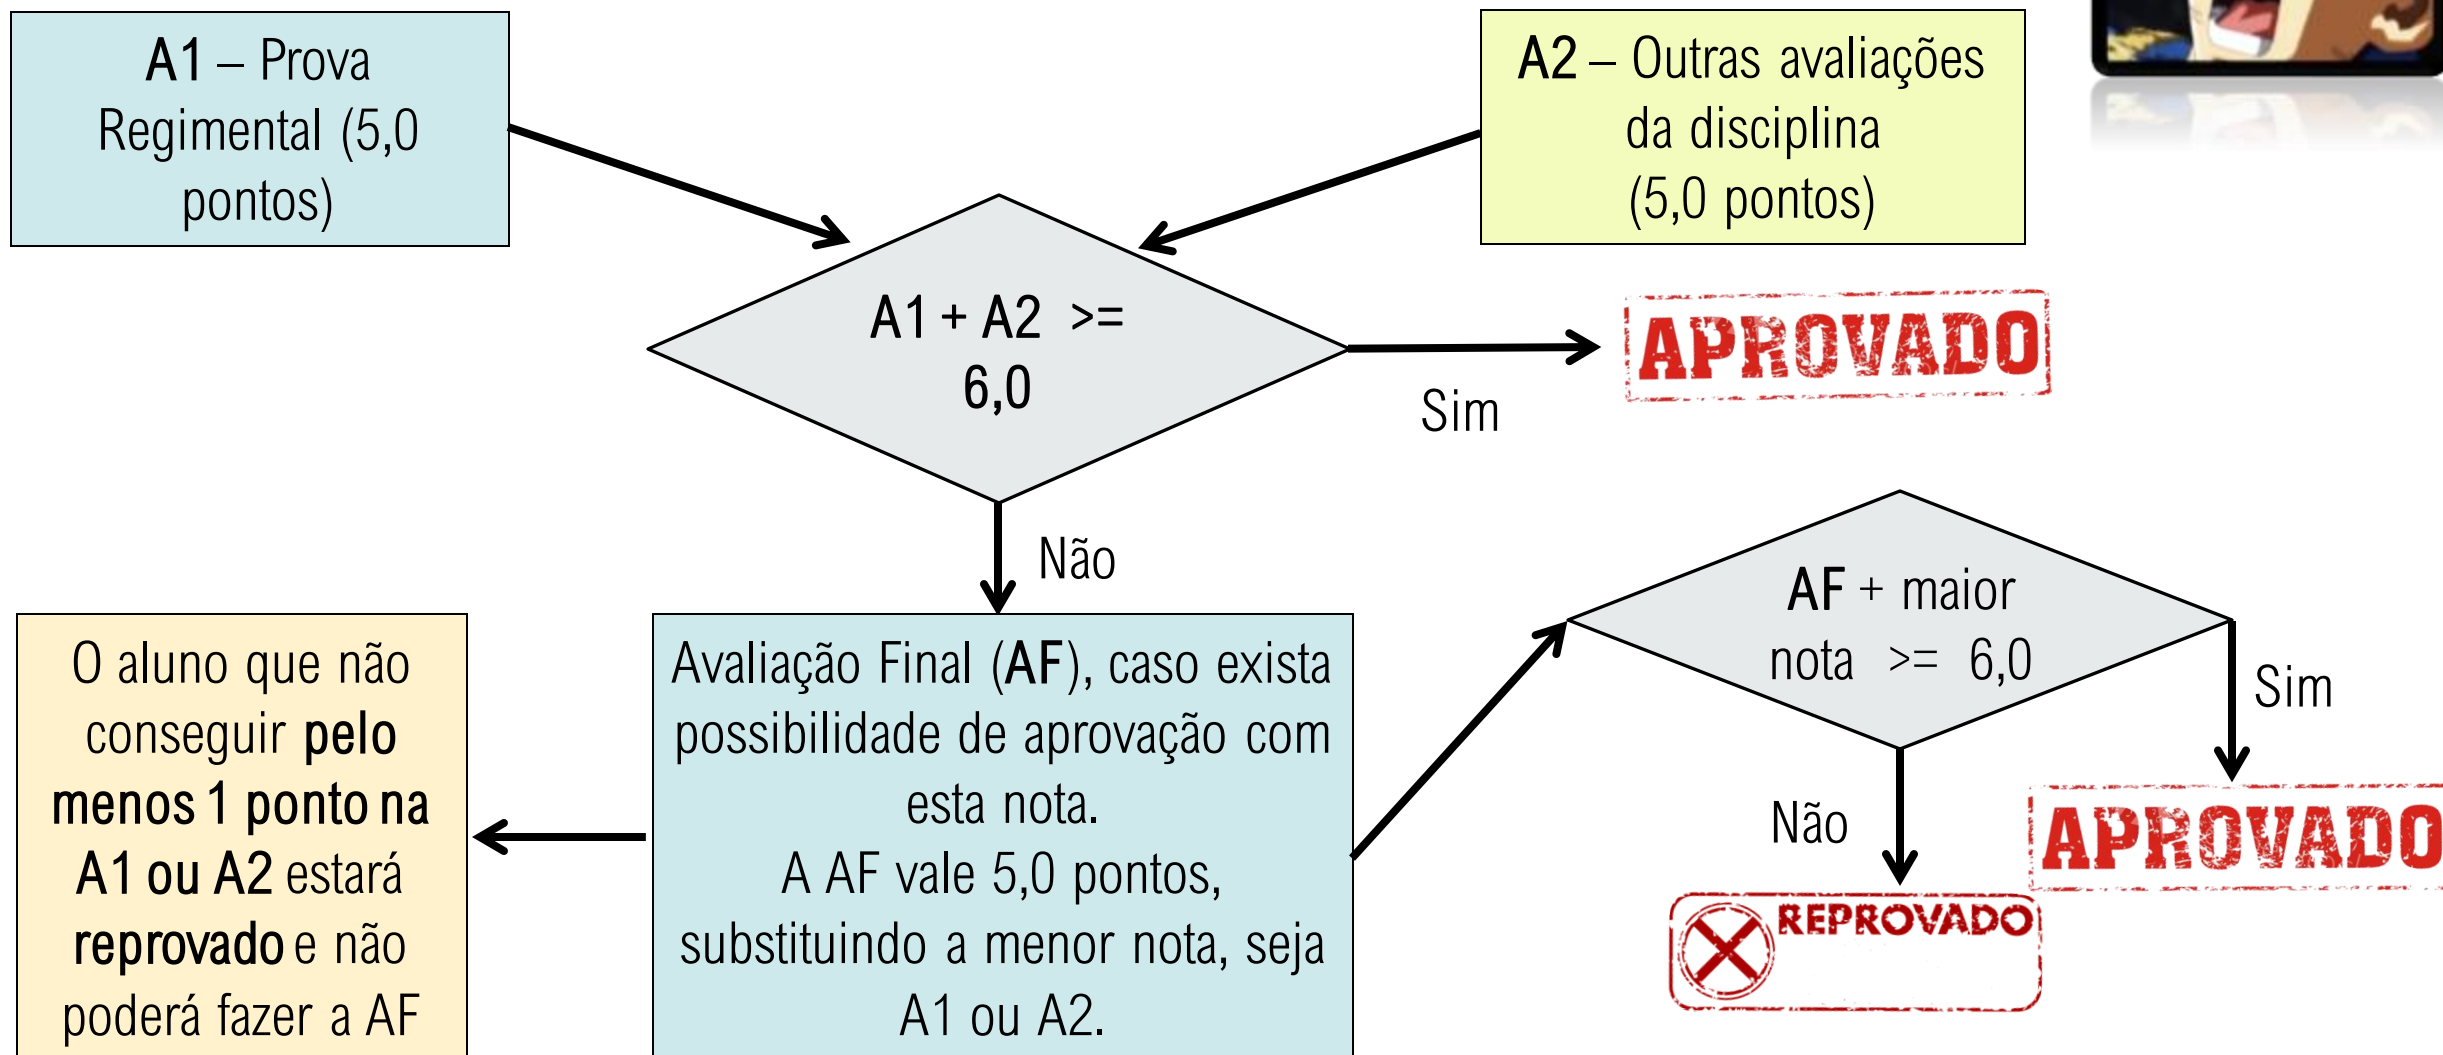 A1 – Prova
Regimental (5,0
pontos)
A2 – Outras avaliações
da disciplina
(5,0 pontos)
A1 + A2 >=
6,0
APROVADO
Sim
Não
AF + maior
nota >= 6,0
Sim
Não
APROVADO
REPROVADO
O aluno que não
conseguir pelo
menos 1 ponto na
A1 ou A2 estará
reprovado e não
poderá fazer a AF
Avaliação Final (AF), caso exista
possibilidade de aprovação com
esta nota.
A AF vale 5,0 pontos,
substituindo a menor nota, seja
A1 ou A2.